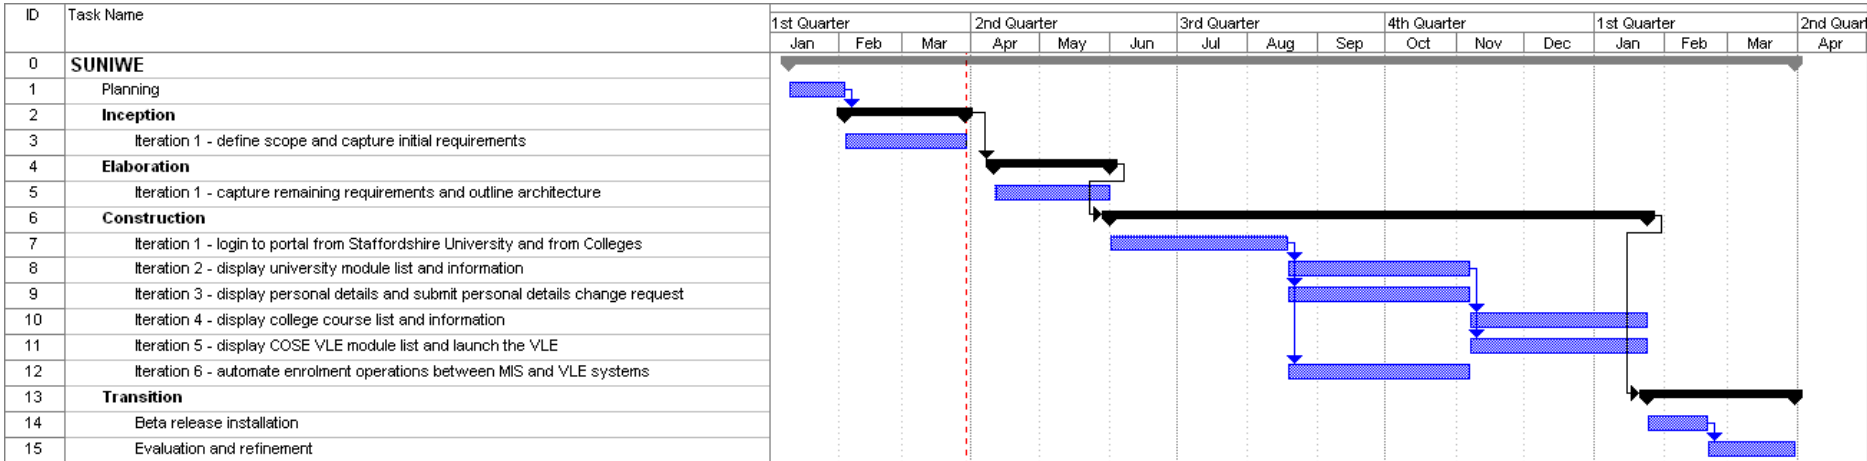 ID Task Name 1st Quarter 2nd Quarter 3rd Quarter 4th Quarter 1st Quarter 2nd Quart
Jan Feb Mar Apr May Jun Jul Aug Sep Oct Nov Dec Jan Feb Mar Apr
0 SUNIWE
1 Planning
2 Inception
3 Iteration 1 - define scope and capture initial requirements
4 Elaboration
5 Iteration 1 - capture remaining requirements and outline architecture
6 Construction
7 Iteration 1 - login to portal from Staffordshire University and from Colleges
8 Iteration 2 - display university module list and information
9 Iteration 3 - display personal details and submit personal details change request
10 Iteration 4 - display college course list and information
11 Iteration 5 - display COSE VLE module list and launch the VLE
12 Iteration 6 - automate enrolment operations between MIS and VLE systems
13 Transition
14 Beta release installation
15 Evaluation and refinement